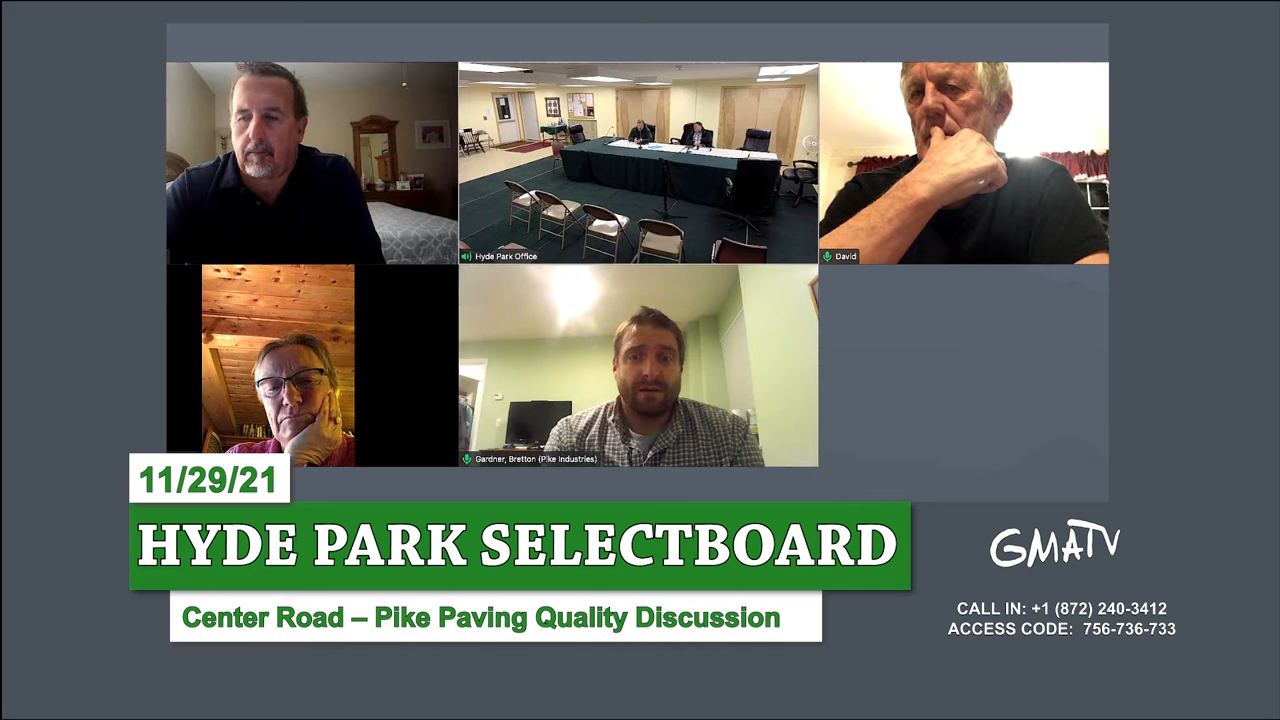 Hyde Park Office
David
Gardner, Bretton (Pike Industries)
11/29/21
HYDE PARK SELECTBOARD
Center Road – Pike Paving Quality Discussion
GMATV
CALL IN: +1 (872) 240-3412
ACCESS CODE: 756-736-733